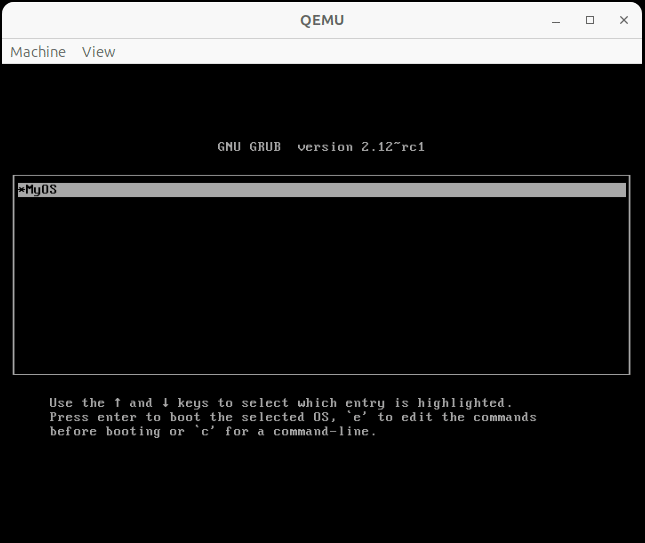 QEMU
Machine View
GNU GRUB version 2.12~rc1
*MyOS
Use the ↑ and ↓ keys to select which entry is highlighted.
Press enter to boot the selected OS, `e' to edit the commands
before booting or `c' for a command-line.